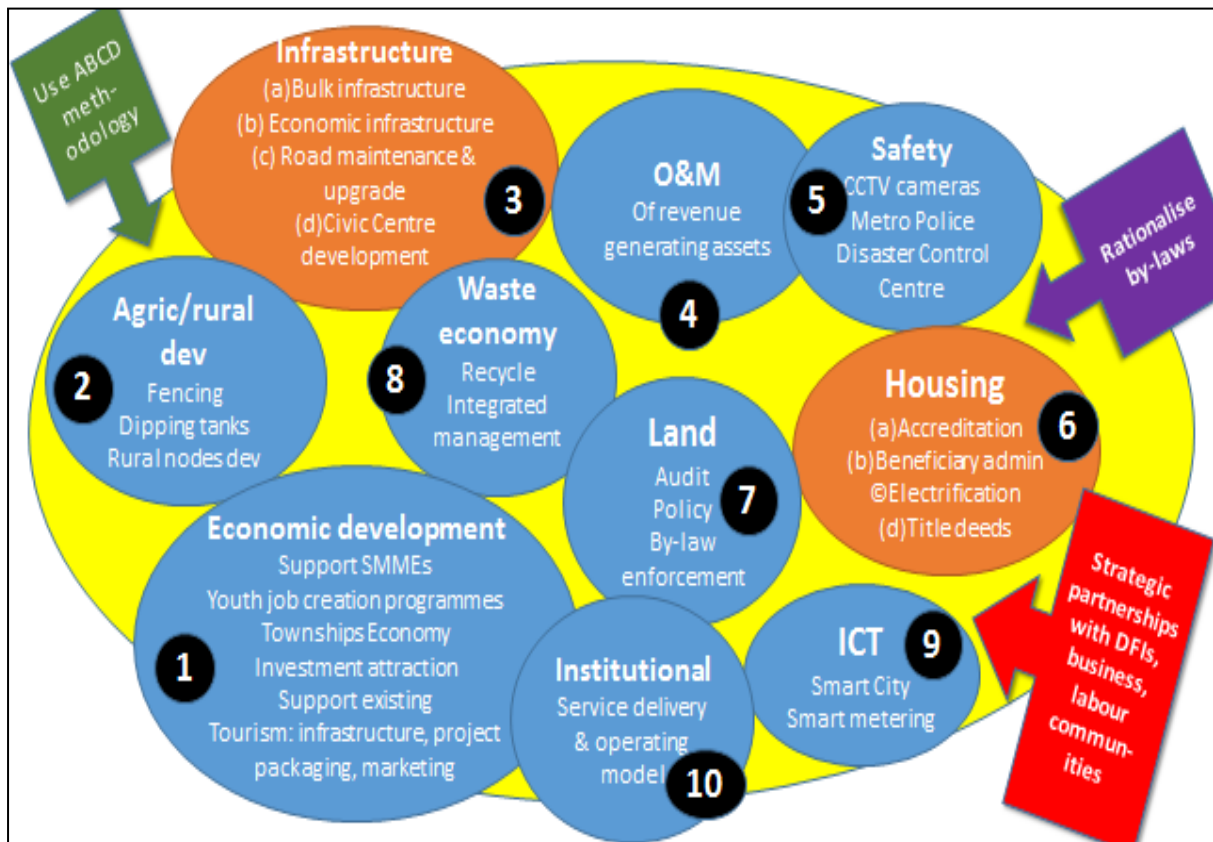 Use ABCD
meth-
odology
Infrastructure
(a)Bulk infrastructure
(b) Economic infrastructure
(c) Road maintenance &
upgrade
(d)Civic Centre
development
3
O&M
Of revenue
generating assets
4
Safety
CCTV cameras
Metro Police
Disaster Control
Centre
5
Rationalise
by-laws
Agric/rural
dev
Fencing
Dipping tanks
Rural nodes dev
2
Waste
economy
Recycle
Integrated
management
8
Housing
(a)Accreditation
(b)Beneficiary admin
©Electrification
(d)Title deeds
6
Land
Audit
Policy
By-law
enforcement
7
Economic development
Support SMMEs
Youth job creation programmes
Townships Economy
Investment attraction
Support existing
Tourism: infrastructure, project
packaging, marketing
1
Institutional
Service delivery
& operating
model
10
ICT
Smart City
Smart metering
9
Strategic
partnerships
with DFIs,
business,
labour
commun-
ities